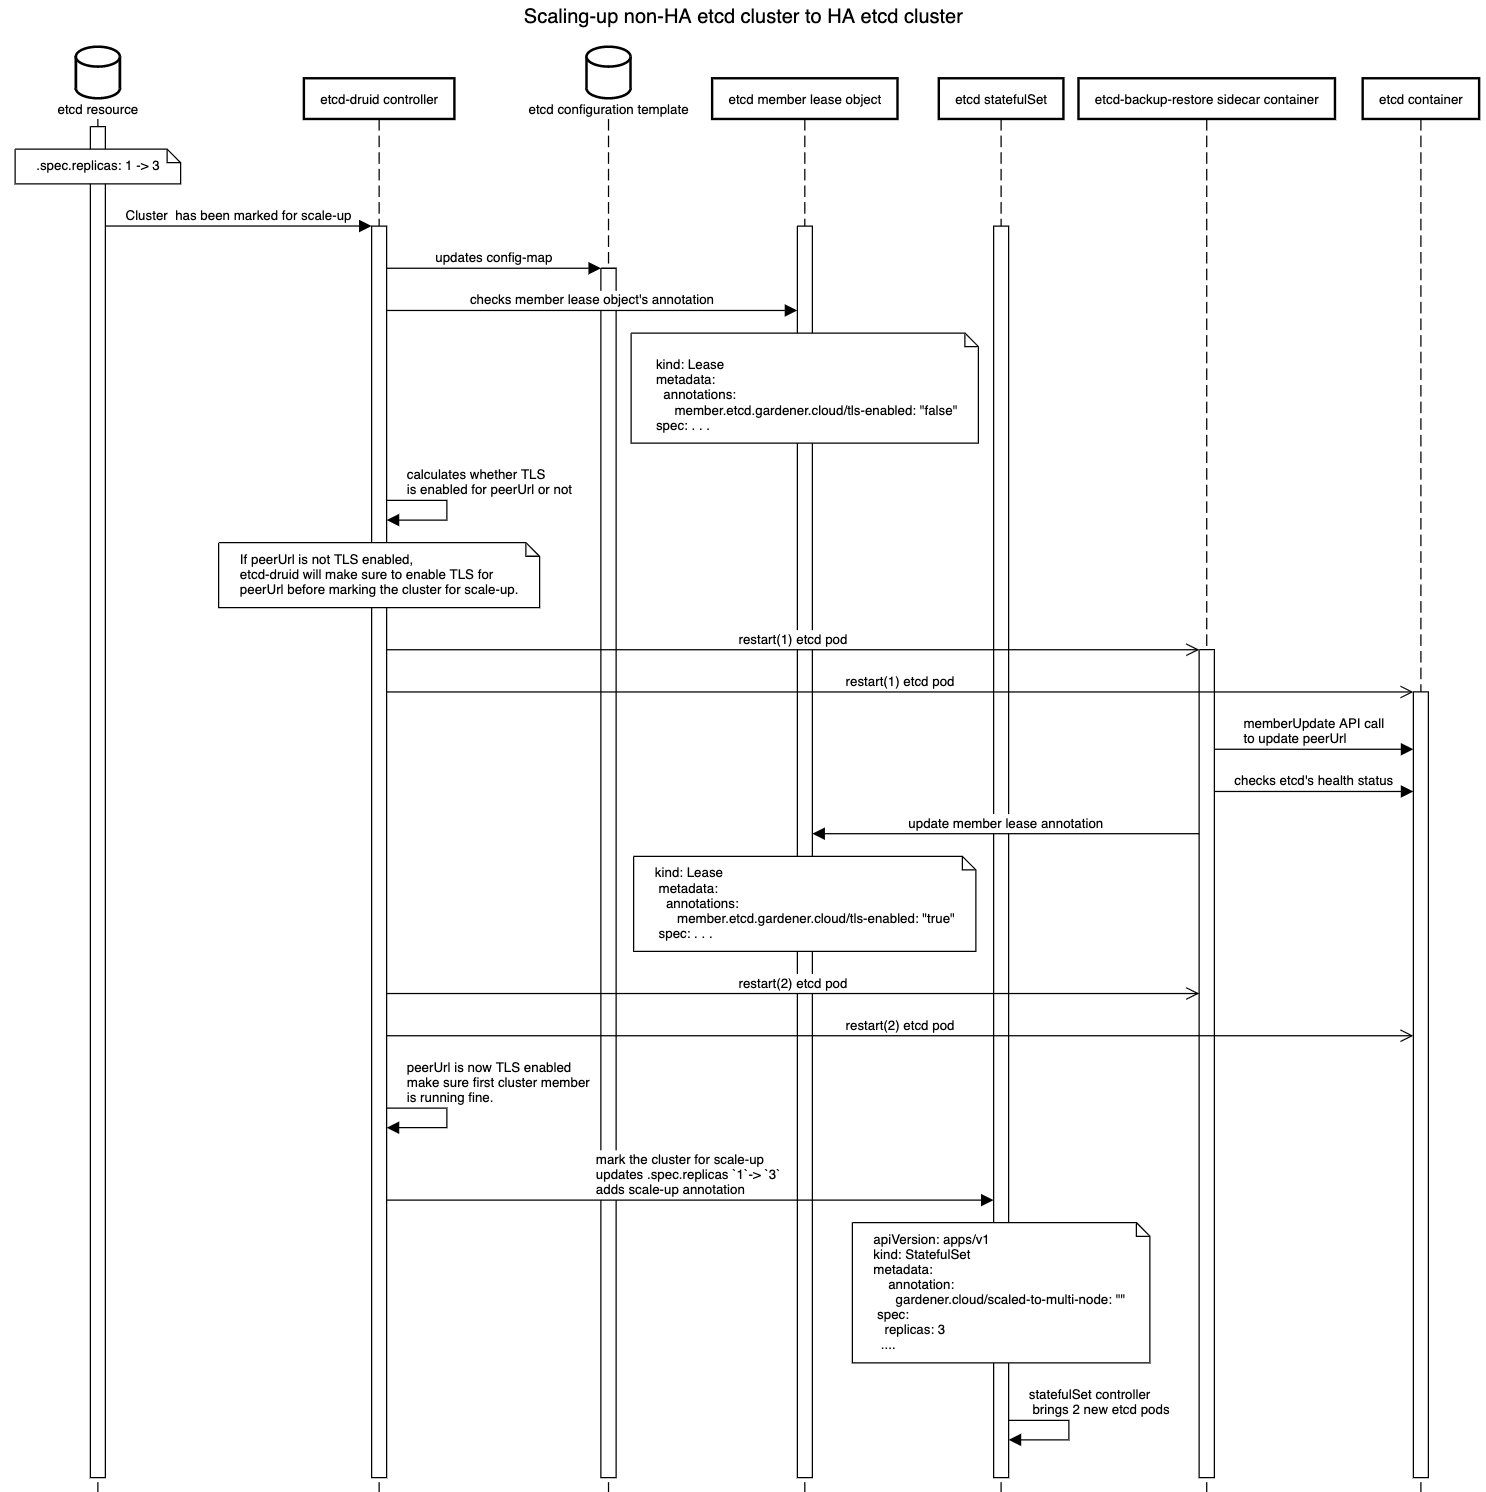 Scaling-up non-HA etcd cluster to HA etcd cluster
etcd resource
etcd-druid controller
etcd configuration template
etcd member lease object
etcd statefulSet
etcd-backup-restore sidecar container
etcd container
.spec.replicas: 1 -> 3
Cluster  has been marked for scale-up
updates config-map
checks member lease object's annotation
kind: Lease
metadata:
annotations:
member.etcd.gardener.cloud/tls-enabled: "false"
spec: . . .
calculates whether TLS
is enabled for peerUrl or not
If peerUrl is not TLS enabled,
etcd-druid will make sure to enable TLS for
peerUrl before marking the cluster for scale-up.
restart(1) etcd pod
restart(1) etcd pod
memberUpdate API call
to update peerUrl
checks etcd's health status
update member lease annotation
kind: Lease
metadata:
annotations:
member.etcd.gardener.cloud/tls-enabled: "true"
spec: . . .
restart(2) etcd pod
restart(2) etcd pod
peerUrl is now TLS enabled
make sure first cluster member
is running fine.
mark the cluster for scale-up
updates .spec.replicas `1`-> `3`
adds scale-up annotation
apiVersion: apps/v1
kind: StatefulSet
metadata:
annotation:
gardener.cloud/scaled-to-multi-node: ""
spec:
replicas: 3
....
statefulSet controller
brings 2 new etcd pods